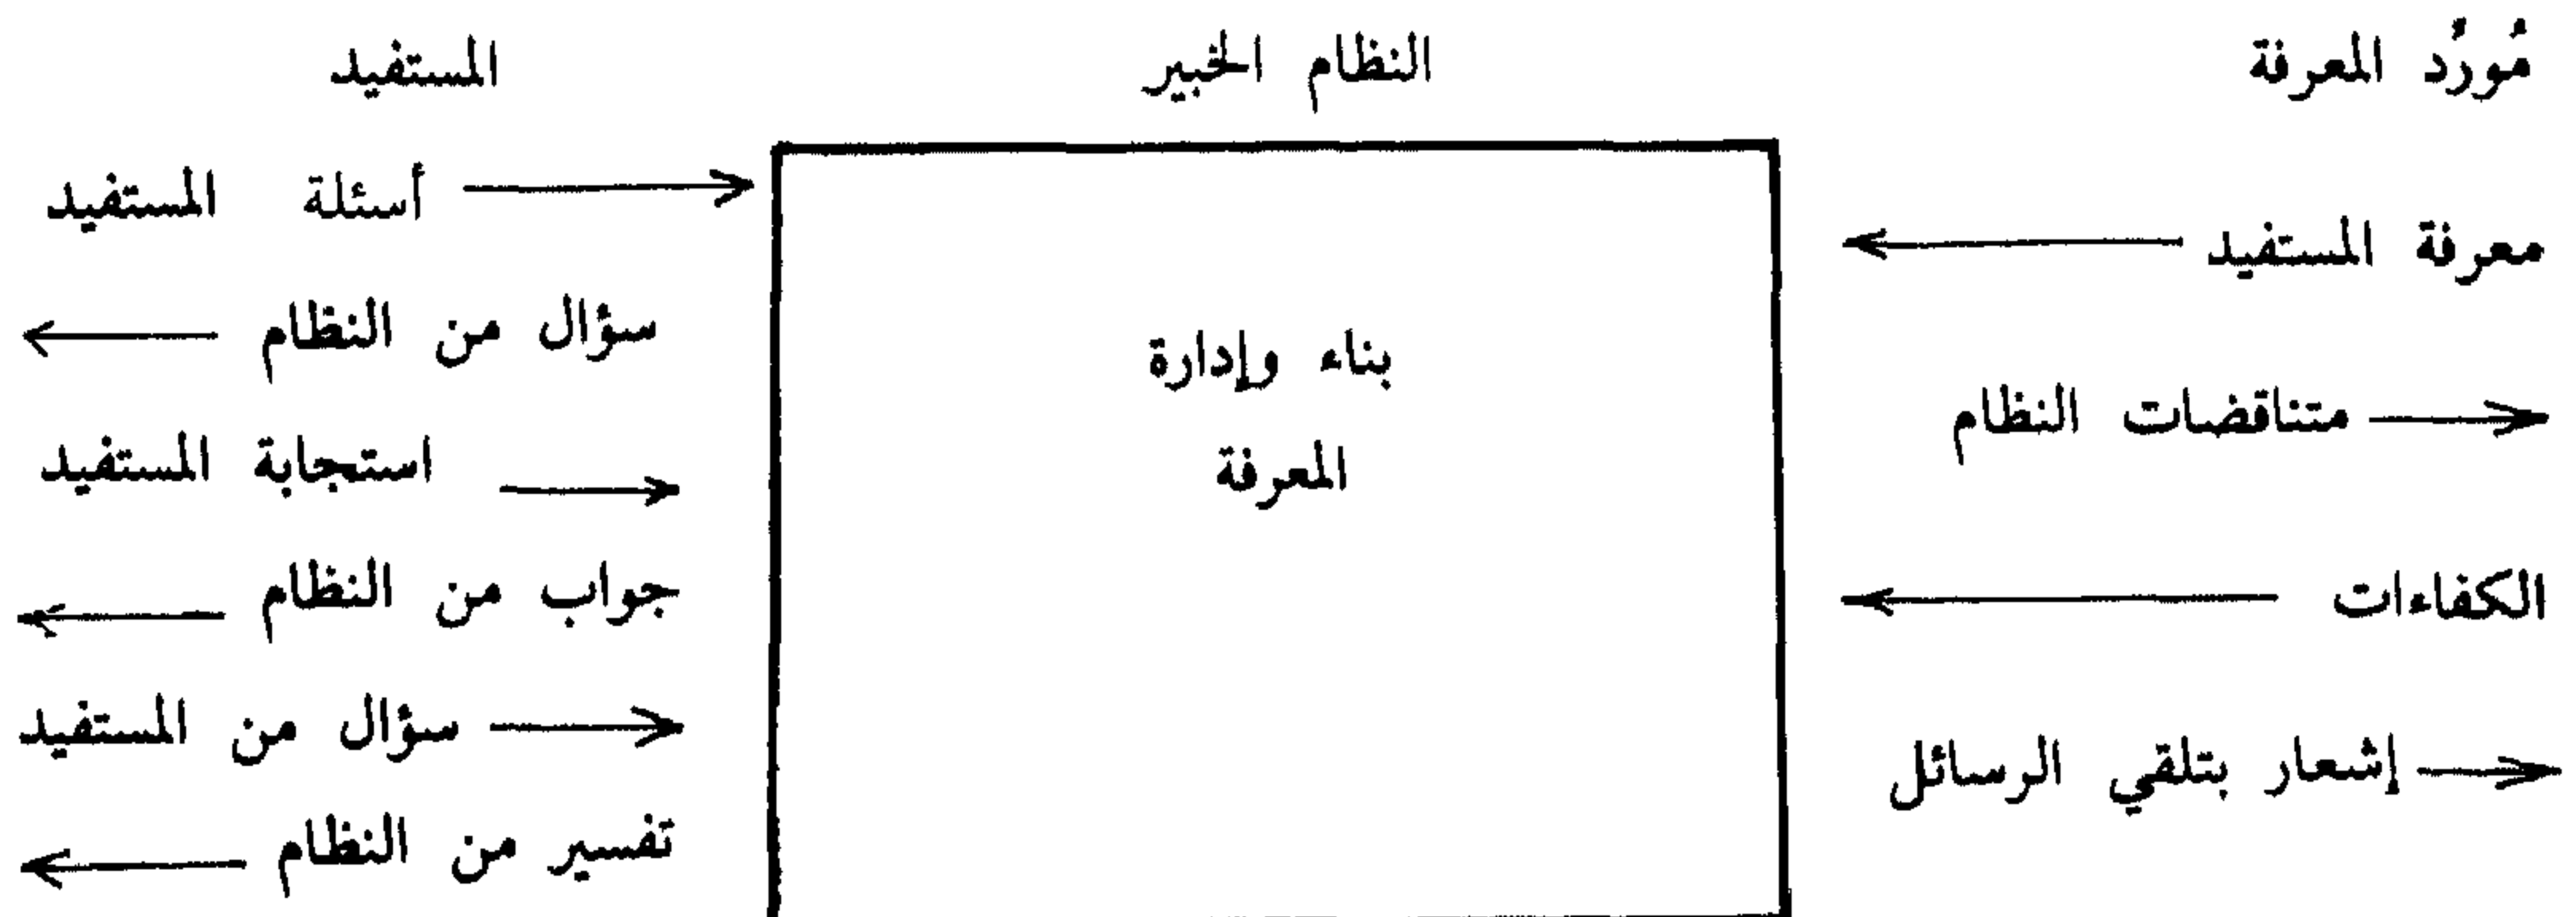 مُورِّد المعرفة
النظام الخبير
المستفيد
معرفة المستفيد
متناقضات النظام
الكفاءات
إشعار بتلقي الرسائل
بناء وإدارة
المعرفة
أسئلة المستفيد
سؤال من النظام
استجابة المستفيد
جواب من النظام
سؤال من المستفيد
تفسير من النظام